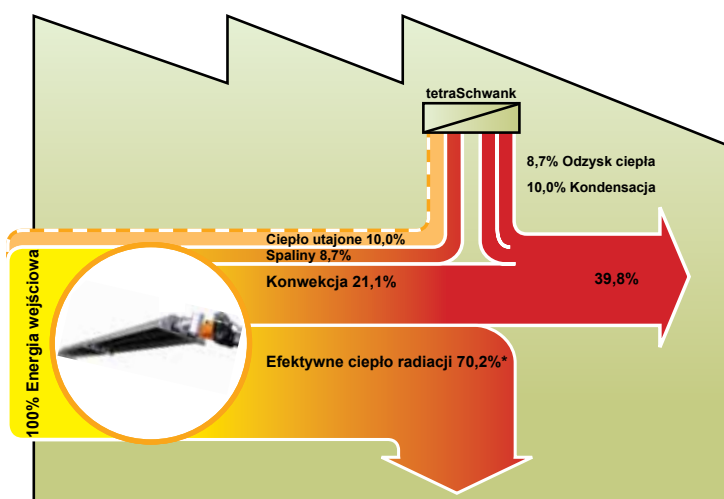 tetraSchwank
8,7% Odzysk ciepła
10,0% Kondensacja
Ciepło utajone 10,0%
Spaliny 8,7%
Konwekcja 21,1%
39,8%
100% Energia wejściowa
Efektywne ciepło radiacji 70,2%*